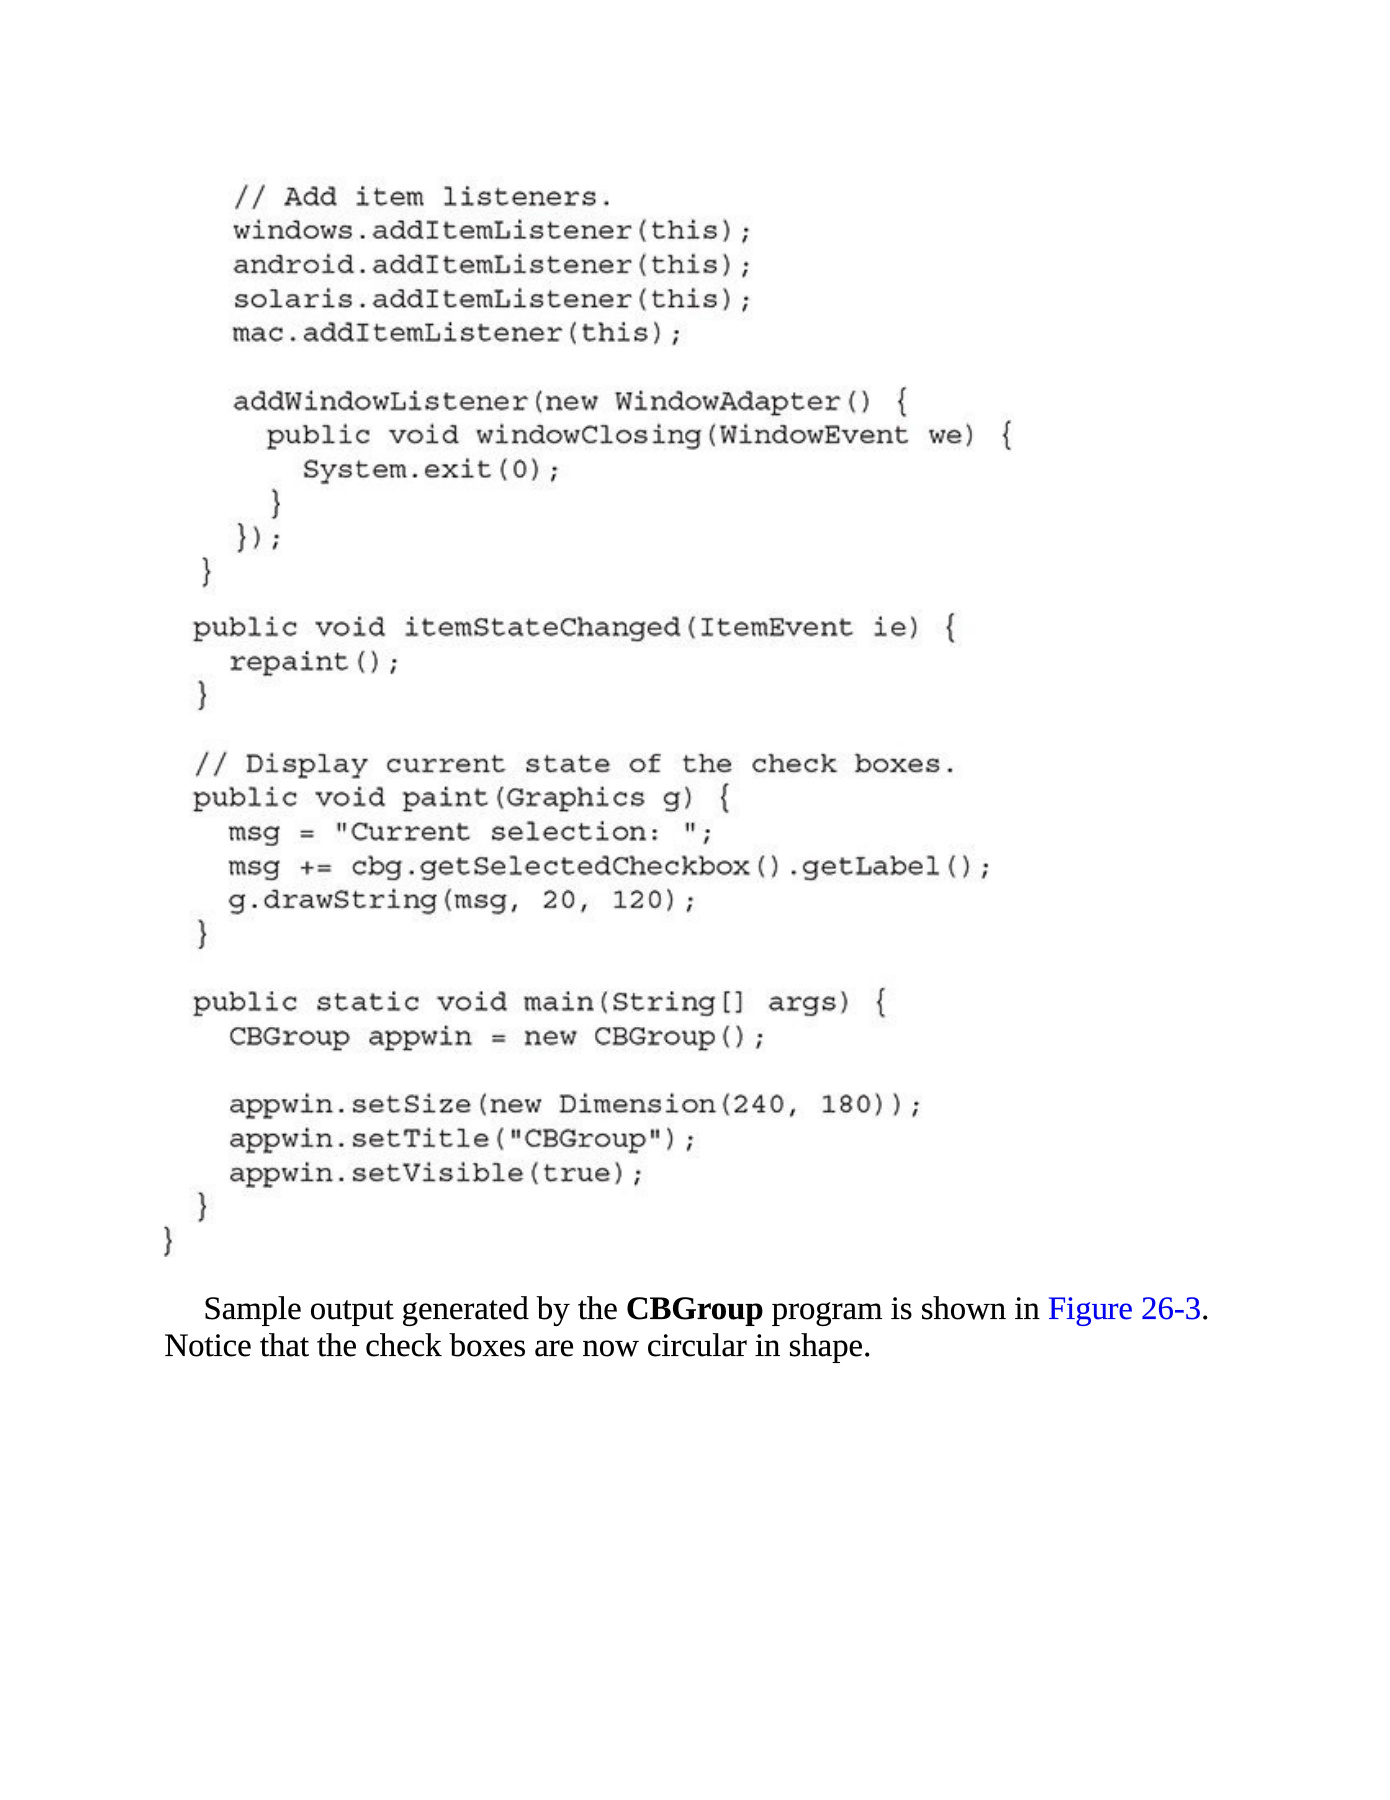 // Add item listeners.
windows.addItemListener(this);
android.addItemListener(this);
solaris.addItemListener(this);
mac.addItemListener(this);
addWindowListener(new WindowAdapter() {
public void windowClosing(WindowEvent we) {
System.exit(0);
}
});
}
public void itemStateChanged(ItemEvent ie) {
repaint();
}
// Display current state of the check boxes.
public void paint(Graphics g) {
msg = "Current selection: ";
msg += cbg.getSelectedCheckbox().getLabel();
g.drawString(msg, 20, 120);
}
public static void main(String[] args) {
CBGroup appwin = new CBGroup();
appwin.setSize(new Dimension(240, 180));
appwin.setTitle("CBGroup");
appwin.setVisible(true);
}
}
Sample output generated by the CBGroup program is shown in Figure 26-3.
Notice that the check boxes are now circular in shape.